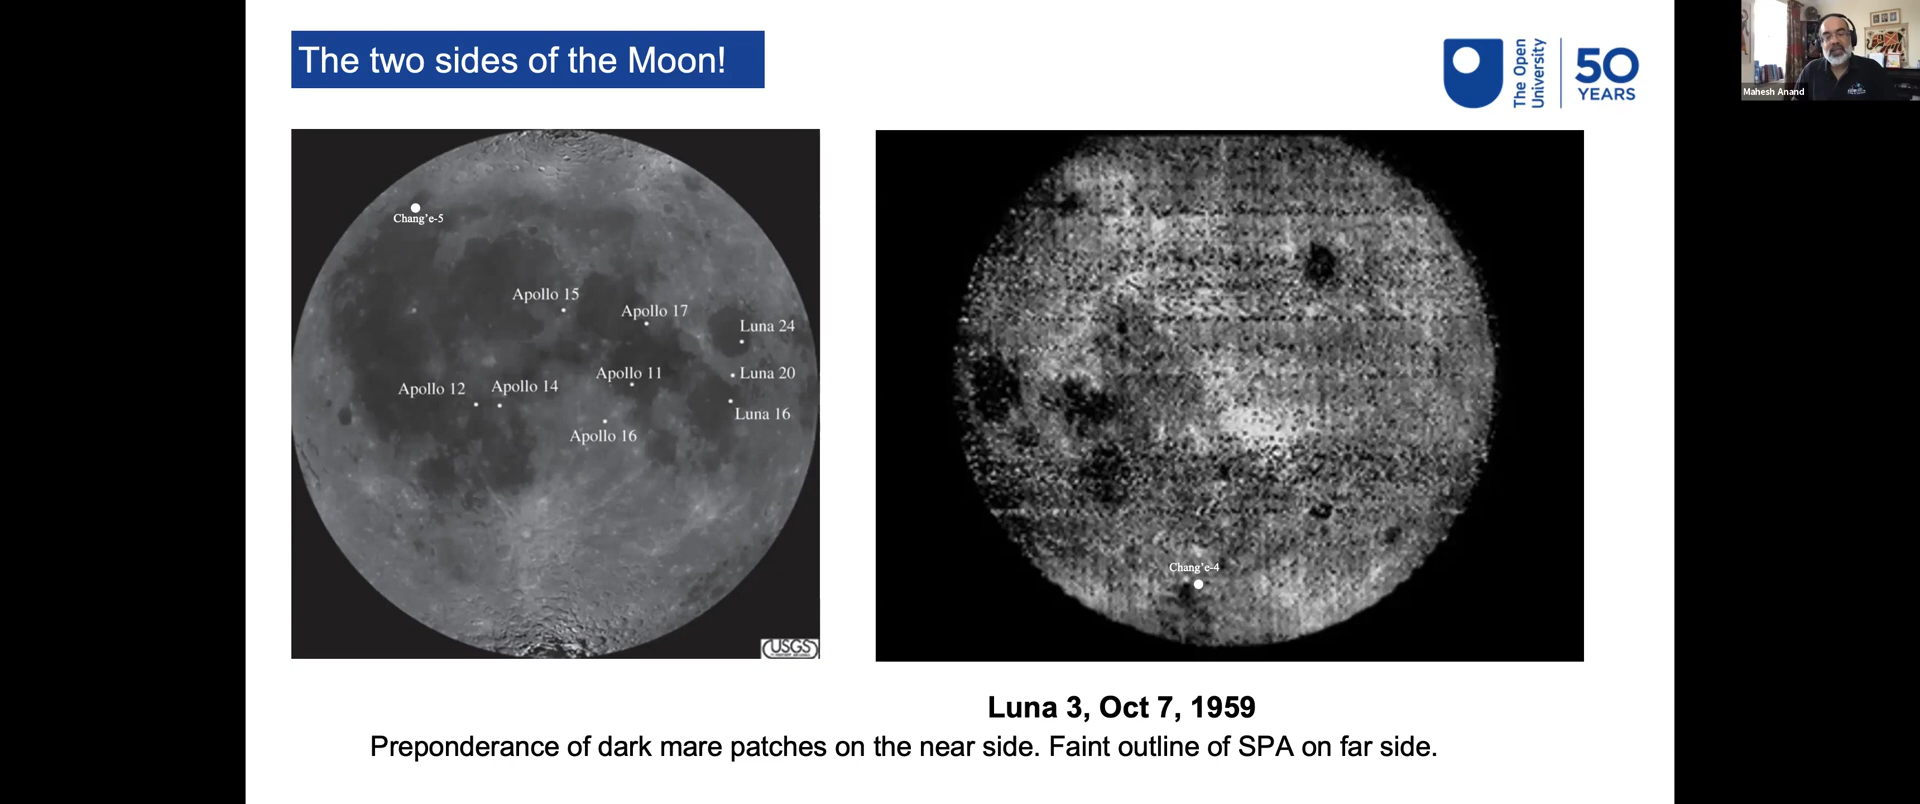 The two sides of the Moon!
The Open
University
50
YEARS
Mahesh Anand
Chang'e-5
Apollo 15
Apollo 17
Luna 24
Apollo 11
Luna 20
Apollo 12
Apollo 14
Luna 16
Apollo 16
USGS
Chang'e-4
Luna 3, Oct 7, 1959
Preponderance of dark mare patches on the near side. Faint outline of SPA on far side.